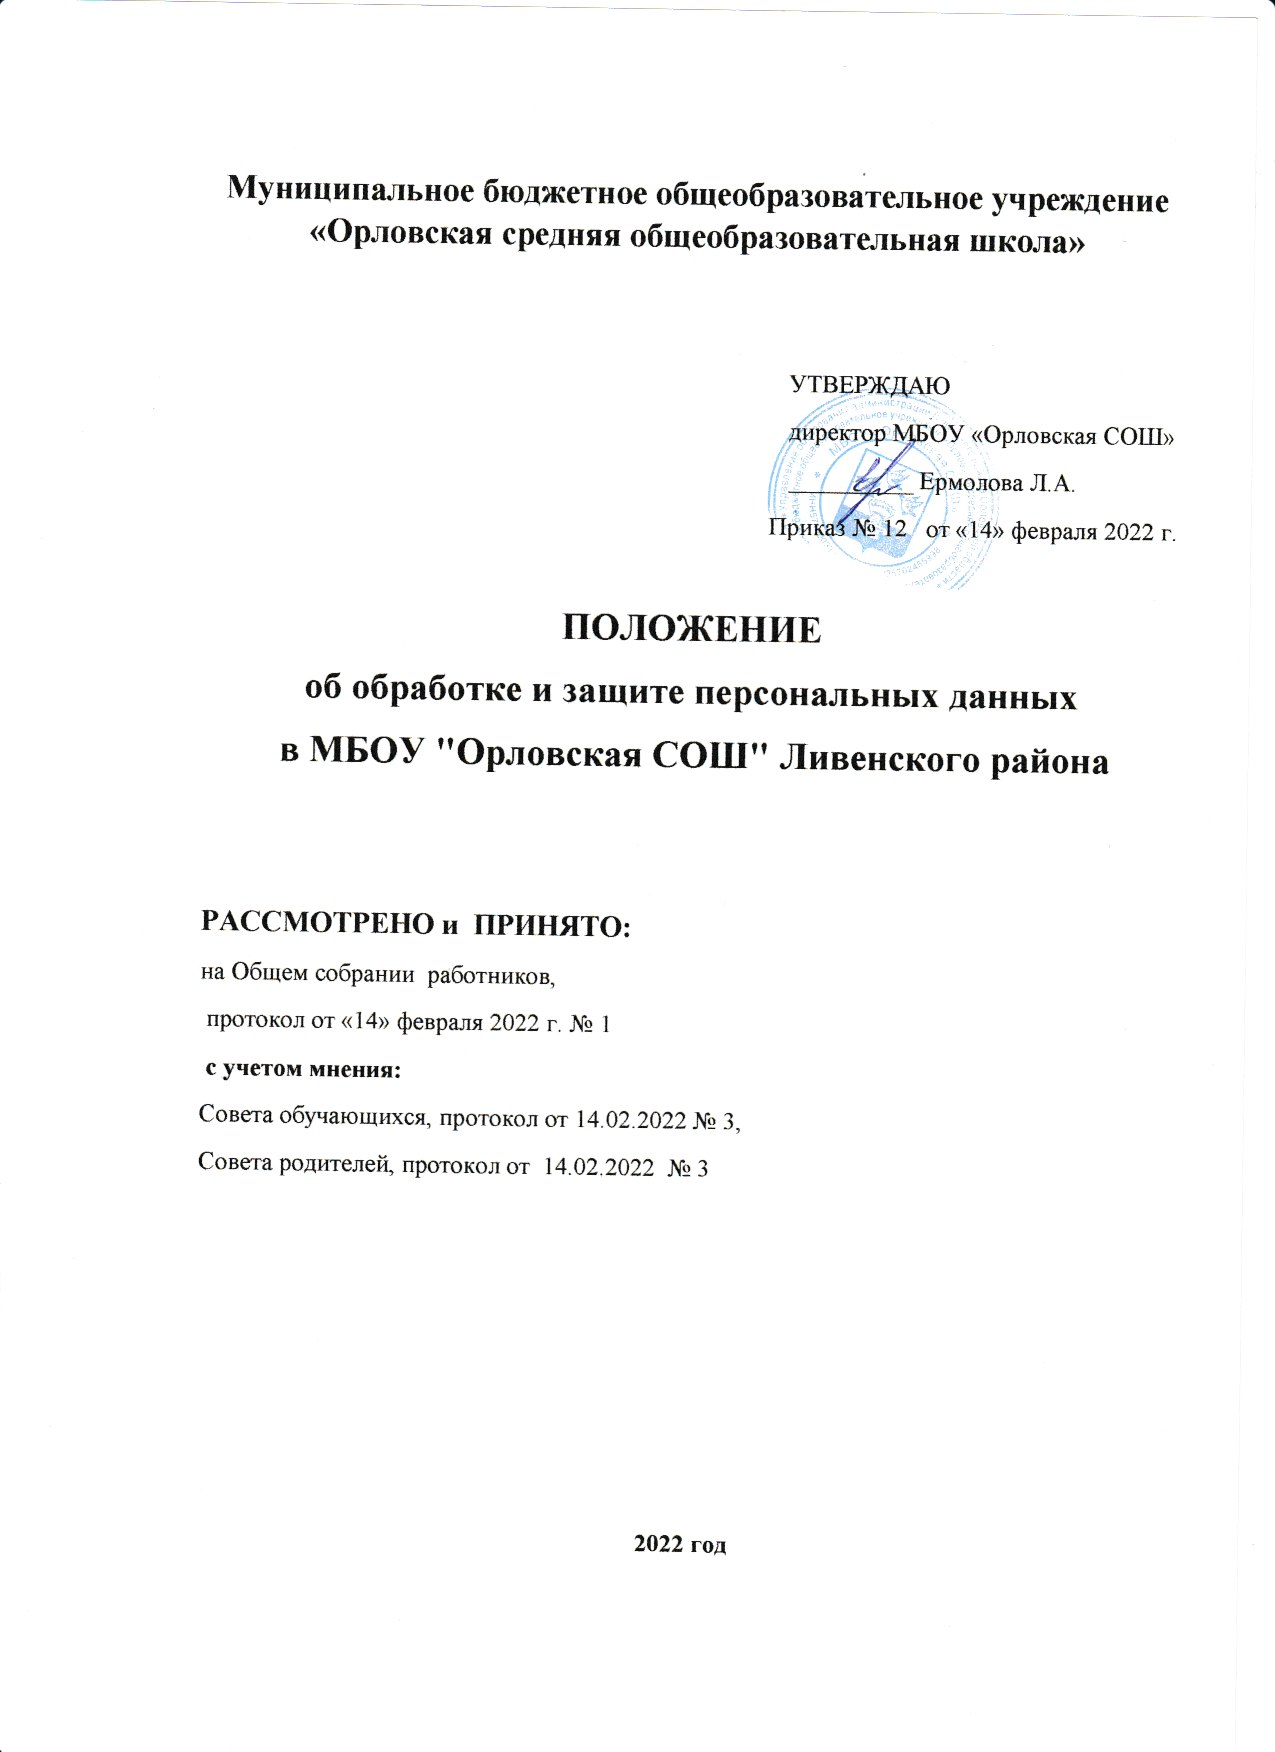 Муниципальное бюджетное общеобразовательное учреждение
«Орловская средняя общеобразовательная школа»
УТВЕРЖДАЮ
директор МБОУ «Орловская СОШ»
__________ Ермолова Л.А.
Приказ № 12 от «14» февраля 2022 г.
ПОЛОЖЕНИЕ
об обработке и защите персональных данных
в МБОУ "Орловская СОШ" Ливенского района
РАССМОТРЕНО и ПРИНЯТО:
на Общем собрании работников,
протокол от «14» февраля 2022 г. № 1
с учетом мнения:
Совета обучающихся, протокол от 14.02.2022 № 3,
Совета родителей, протокол от 14.02.2022 № 3
2022 год